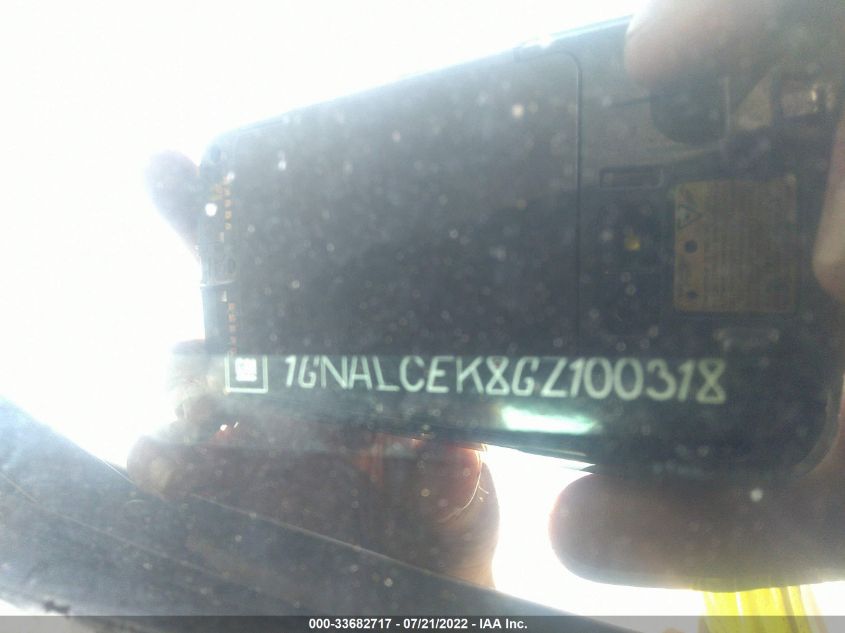 1GNALCEK8GZ100318
000-33682717 - 07/21/2022 - IAA Inc.